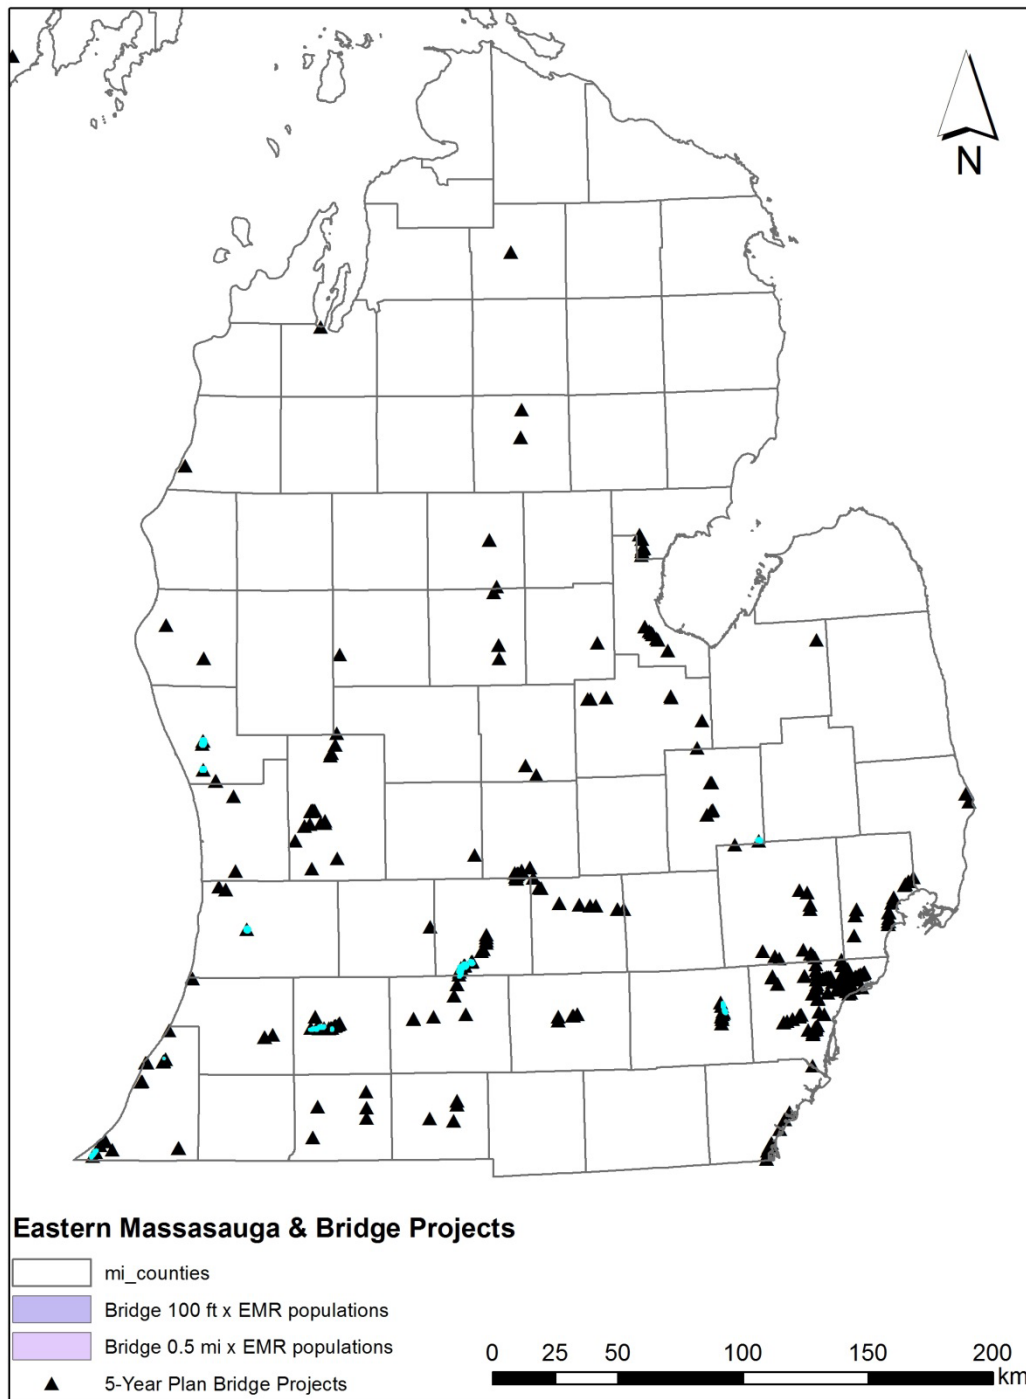 N
Eastern Massasauga & Bridge Projects
mi_counties
Bridge 100 ft x EMR populations
Bridge 0.5 mi x EMR populations
5-Year Plan Bridge Projects
0 25 50 100 150 200
km